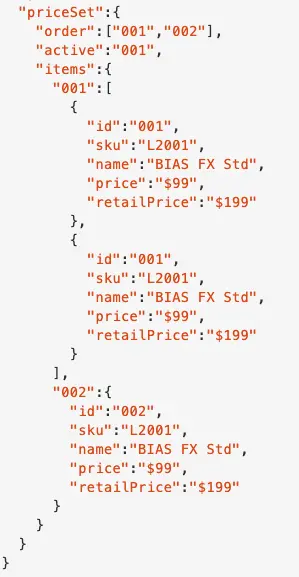 "priceSet":{
"order":["001","002"],
"active":"001",
"items":{
"001":[
{
"id":"001",
"sku":"L2001",
"name":"BIAS FX Std",
"price":"$99",
"retailPrice":"$199"
},
{
"id":"001",
"sku":"L2001",
"name":"BIAS FX Std",
"price":"$99",
"retailPrice":"$199"
}
],
"002":{
"id":"002",
"sku":"L2001",
"name":"BIAS FX Std",
"price":"$99",
"retailPrice":"$199"
}
}
}
}